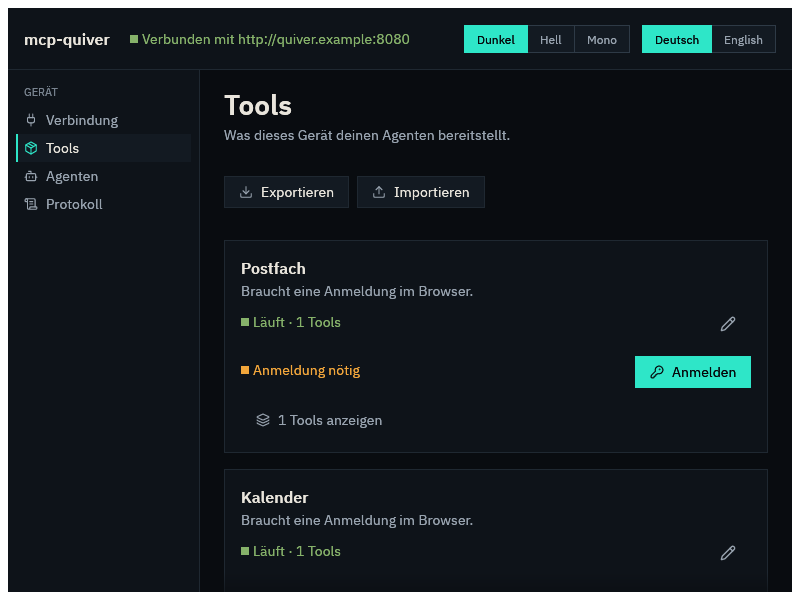 mcp-quiver
Verbunden mit http://quiver.example:8080
Dunkel
Hell
Mono
Deutsch
English
GERÄT
Verbindung
Tools
Agenten
Protokoll
Tools
Was dieses Gerät deinen Agenten bereitstellt.
Exportieren
Importieren
Postfach
Braucht eine Anmeldung im Browser.
Läuft · 1 Tools
Anmeldung nötig
Anmelden
1 Tools anzeigen
Kalender
Braucht eine Anmeldung im Browser.
Läuft · 1 Tools